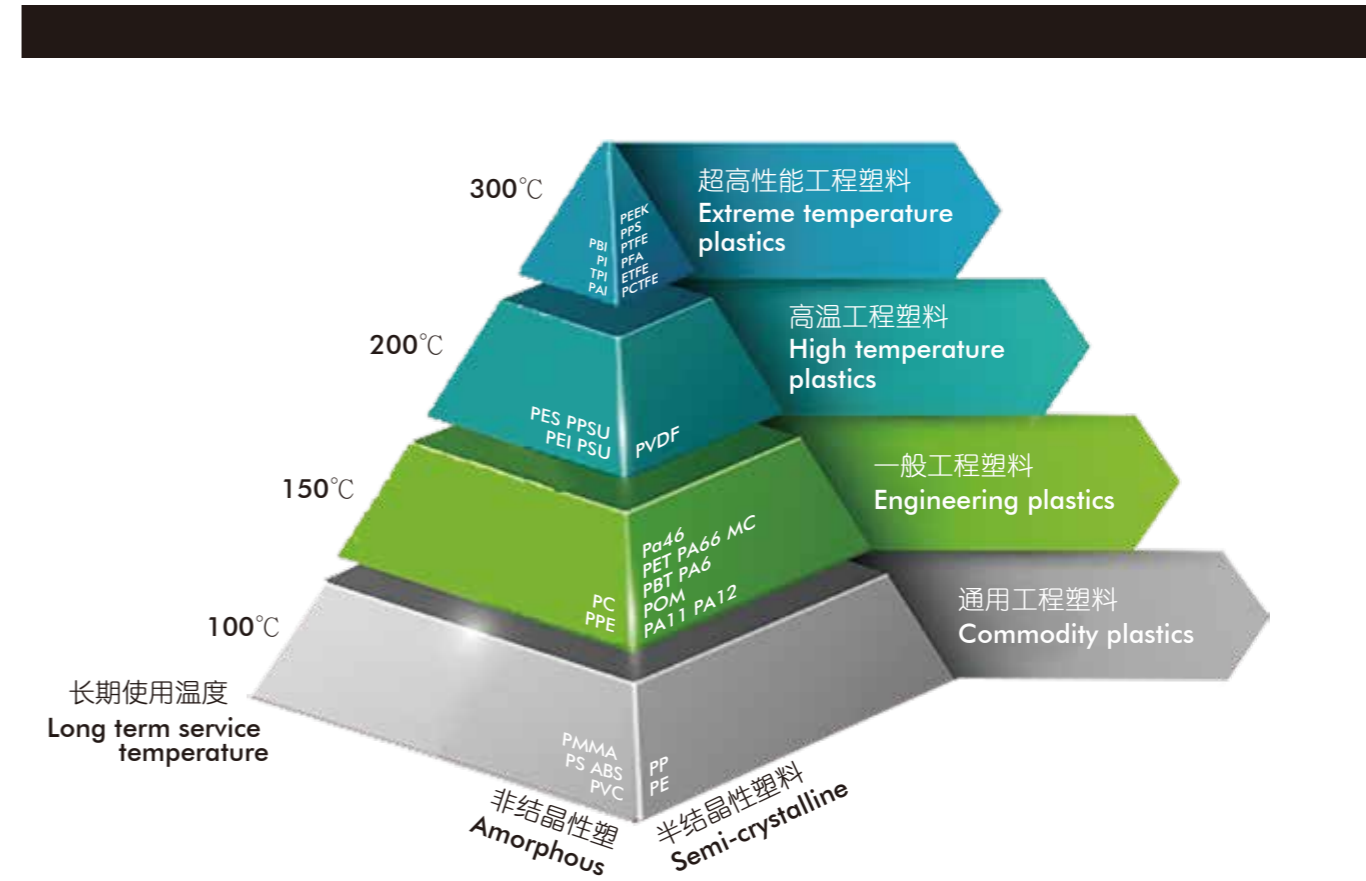 300℃
PBI
PI
TPI
PAI
PEEK
PPS
PTFE
PFA
ETFE
PCTFE
超高性能工程塑料
Extreme temperature
plastics
200℃
PES PPSU
PEI PSU
PVDF
高温工程塑料
High temperature
plastics
150℃
PC
PPE
Pa46
PET PA66 MC
PBT PA6
POM
PA11 PA12
一般工程塑料
Engineering plastics
100℃
PMMA
PS ABS
PVC
PP
PE
通用工程塑料
Commodity plastics
长期使用温度
Long term service
temperature
非结晶性塑
Amorphous
半结晶性塑料
Semi-crystalline